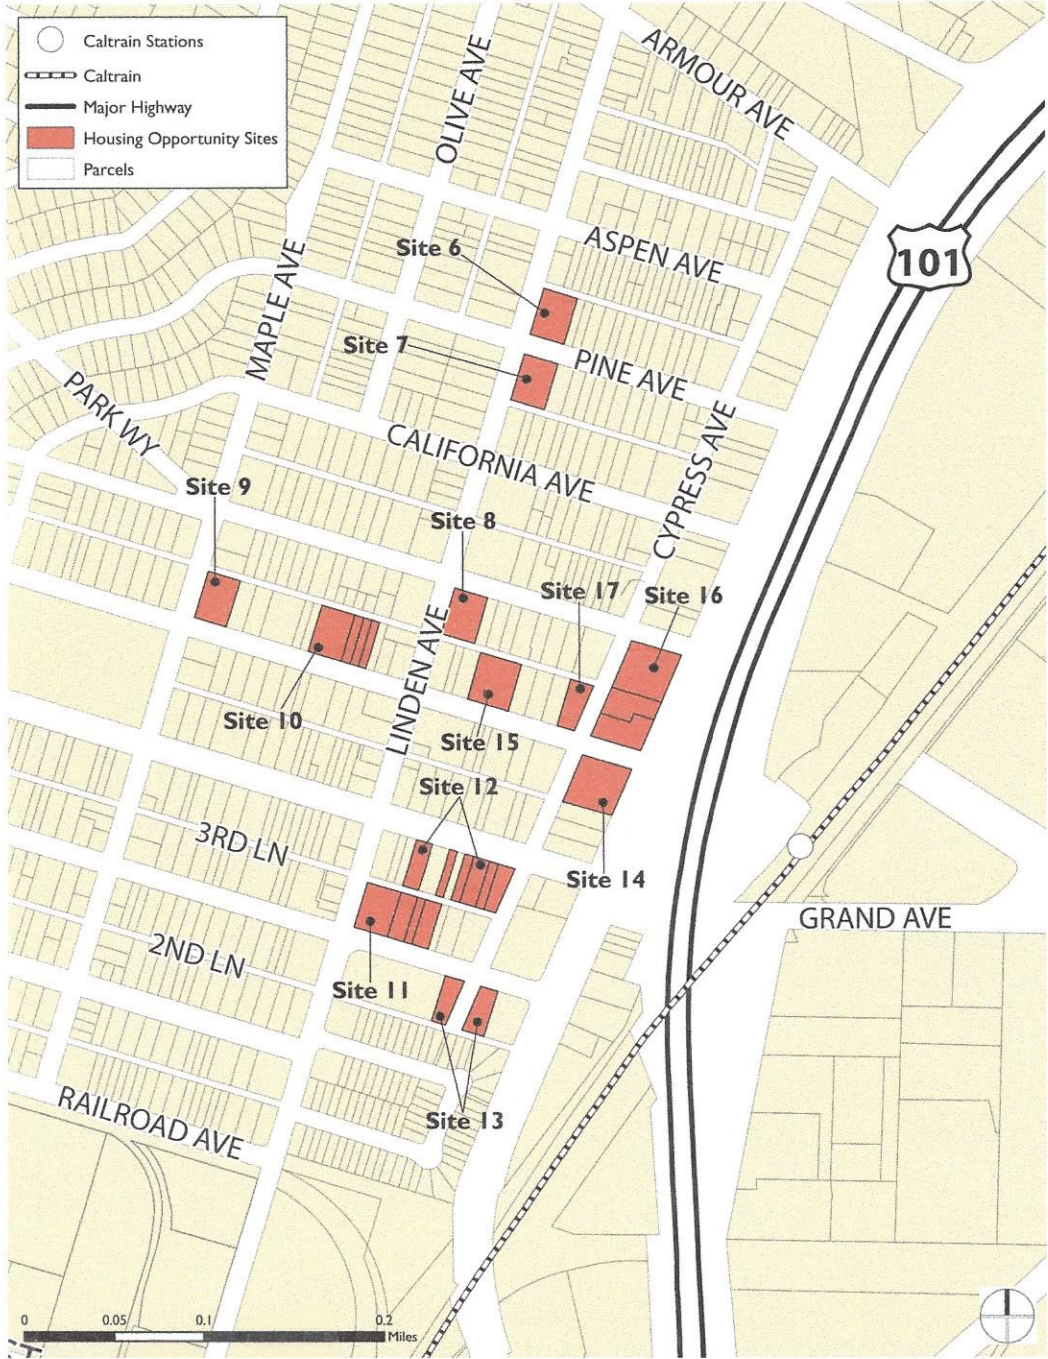 Caltrain Stations
Caltrain
Major Highway
Housing Opportunity Sites
Parcels
OLIVE AVE
ARMOUR AVE
Site 6
ASPEN AVE
101
MAPLE AVE
Site 7
PINE AVE
PARK WY
CALIFORNIA AVE
CYPRESS AVE
Site 9
Site 8
Site 17
Site 16
LINDEN AVE
Site 10
Site 15
Site 12
3RD LN
Site 14
GRAND AVE
2ND LN
Site 11
RAILROAD AVE
Site 13
0 0.05 0.1 0.2
Miles